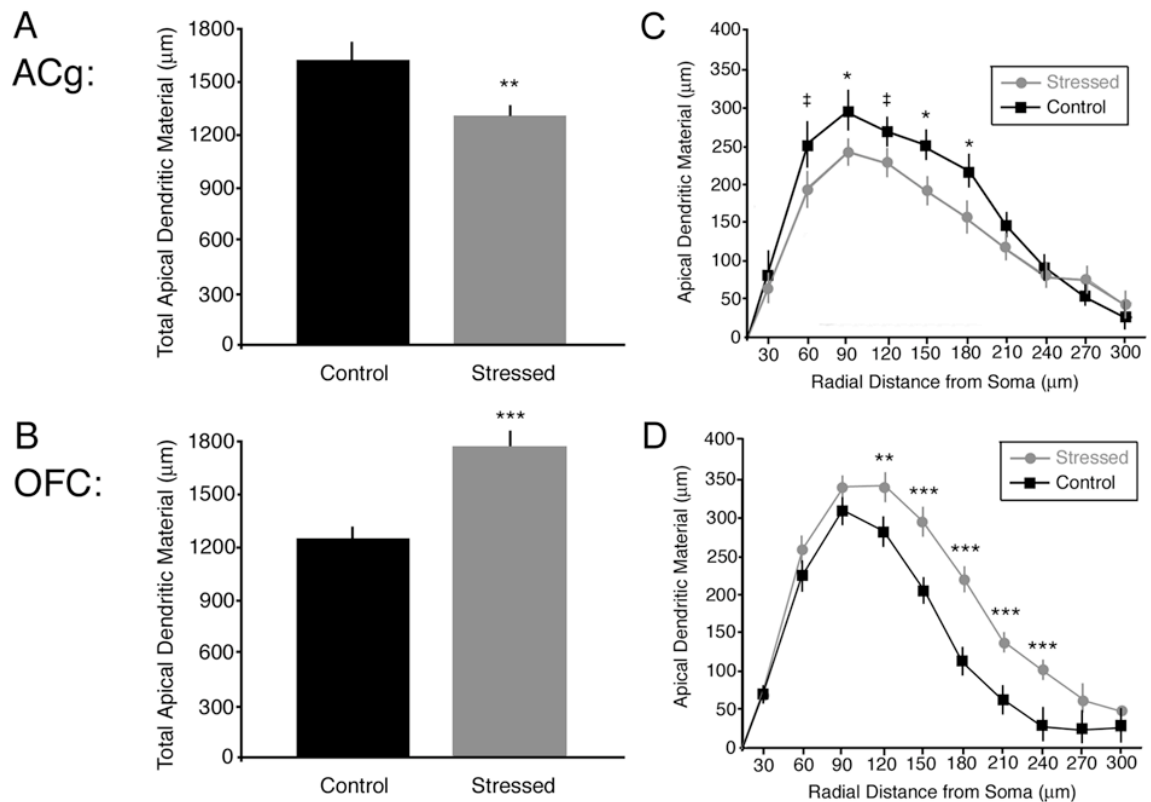 A
ACg:
Total Apical Dendritic Material (μm)
1800
1500
1200
900
600
300
0
**
Control
Stressed
C
Apical Dendritic Material (μm)
400
350
300
250
200
150
100
50
0
‡
*
‡
*
*
Stressed
Control
30 60 90 120 150 180 210 240 270 300
Radial Distance from Soma (μm)
B
OFC:
Total Apical Dendritic Material (μm)
1800
1500
1200
900
600
300
0
***
Control
Stressed
D
Apical Dendritic Material (μm)
400
350
300
250
200
150
100
50
0
**
***
***
***
***
Stressed
Control
30 60 90 120 150 180 210 240 270 300
Radial Distance from Soma (μm)